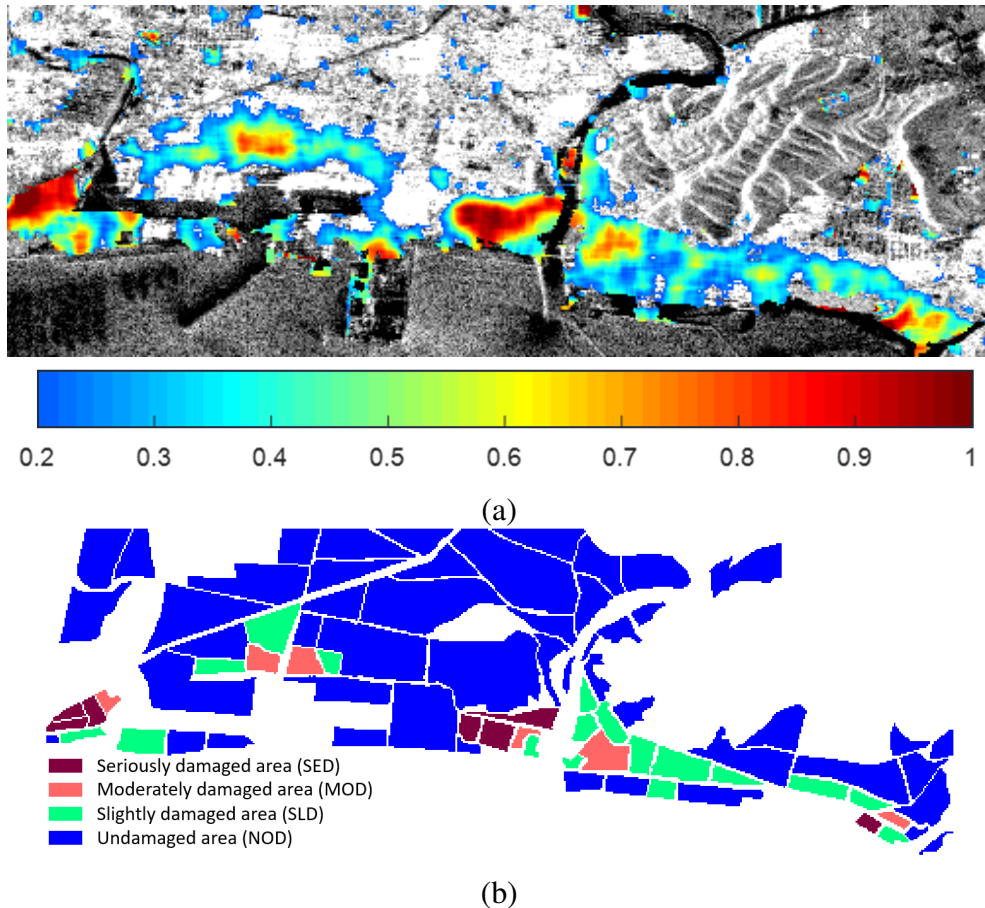 0.2 0.3 0.4 0.5 0.6 0.7 0.8 0.9 1
(a)
Seriously damaged area (SED)
Moderately damaged area (MOD)
Slightly damaged area (SLD)
Undamaged area (NOD)
(b)